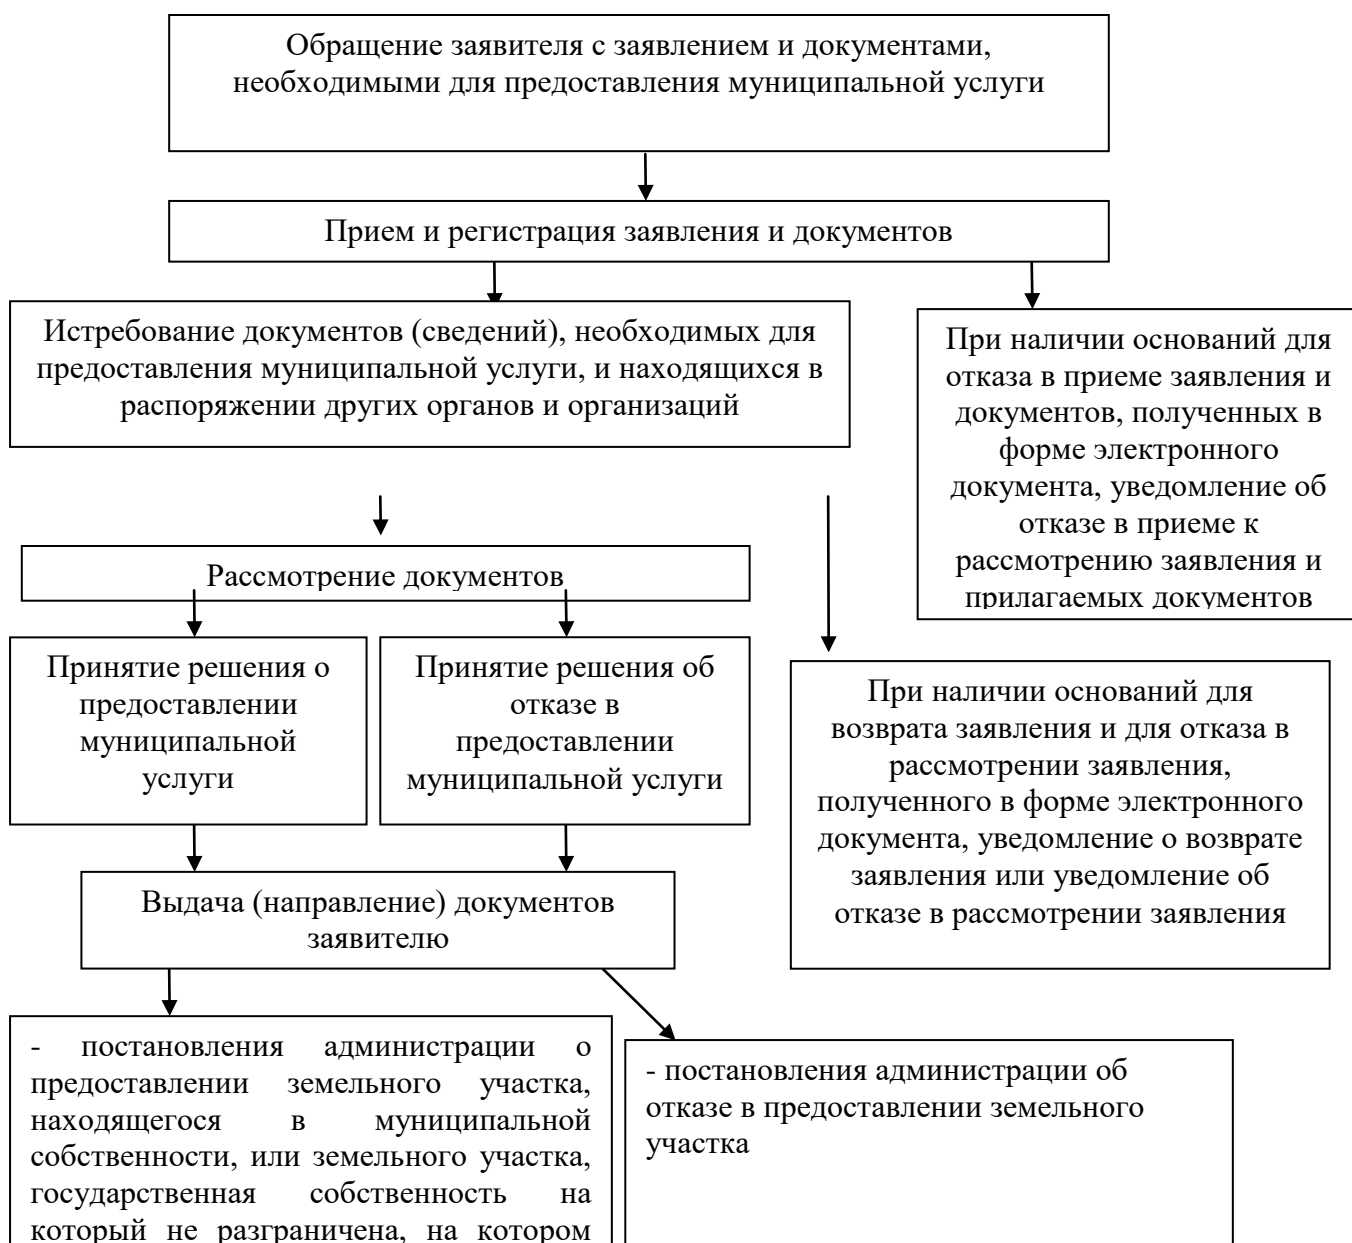 Обращение заявителя с заявлением и документами,
необходимыми для предоставления муниципальной услуги
Прием и регистрация заявления и документов
Истребование документов (сведений), необходимых для
предоставления муниципальной услуги, и находящихся в
распоряжении других органов и организаций
При наличии оснований для
отказа в приеме заявления и
документов, полученных в
форме электронного
документа, уведомление об
отказе в приеме к
рассмотрению заявления и
прилагаемых документов
Рассмотрение документов
Принятие решения о
предоставлении
муниципальной
услуги
Принятие решения об
отказе в
предоставлении
муниципальной услуги
При наличии оснований для
возврата заявления и для отказа в
рассмотрении заявления,
полученного в форме электронного
документа, уведомление о возврате
заявления или уведомление об
отказе в рассмотрении заявления
Выдача (направление) документов
заявителю
- постановления администрации о
предоставлении земельного участка,
находящегося в муниципальной
собственности, или земельного участка,
государственная собственность на
который не разграничена, на котором
- постановления администрации об
отказе в предоставлении земельного
участка